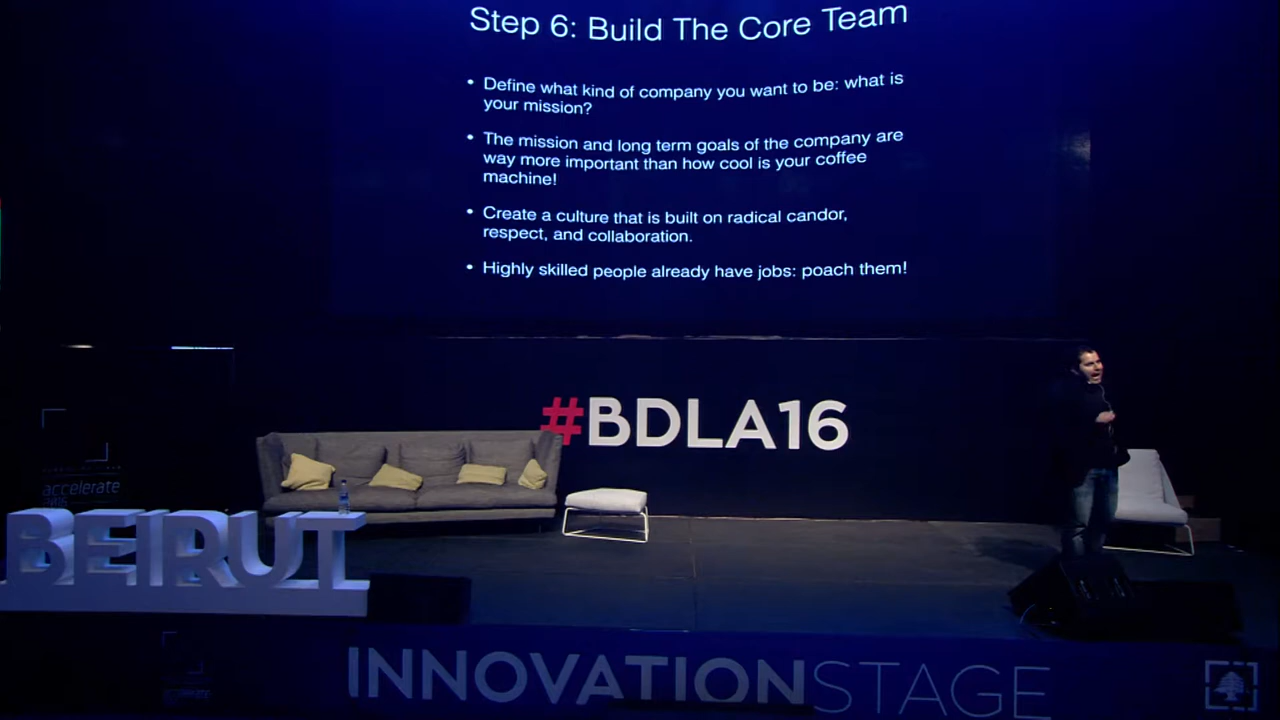 Step 6: Build The Core Team
• Define what kind of company you want to be: what is
your mission?
• The mission and long term goals of the company are
way more important than how cool is your coffee
machine!
• Create a culture that is built on radical candor,
respect, and collaboration.
• Highly skilled people already have jobs: poach them!
#BDLA16
accelerate
BEIRUT
INNOVATIONSTAGE